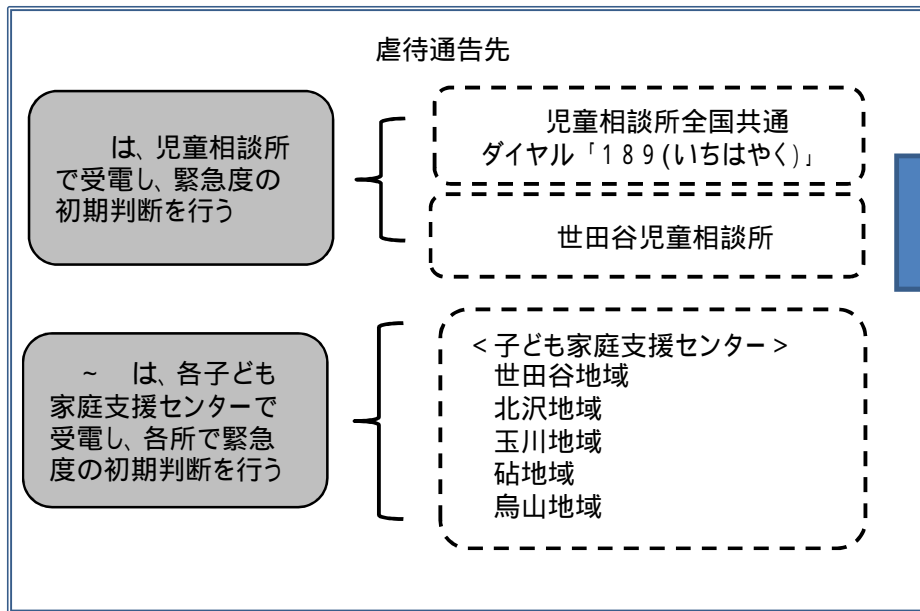 虐待通告先
は、児童相談所
で受電し、緊急度の
初期判断を行う
児童相談所全国共通
ダイヤル「189(いちはやく)」
世田谷児童相談所
~ は、各子ども
家庭支援センターで
受電し、各所で緊急
度の初期判断を行う
<子ども家庭支援センター>
世田谷地域
北沢地域
玉川地域
砧地域
烏山地域